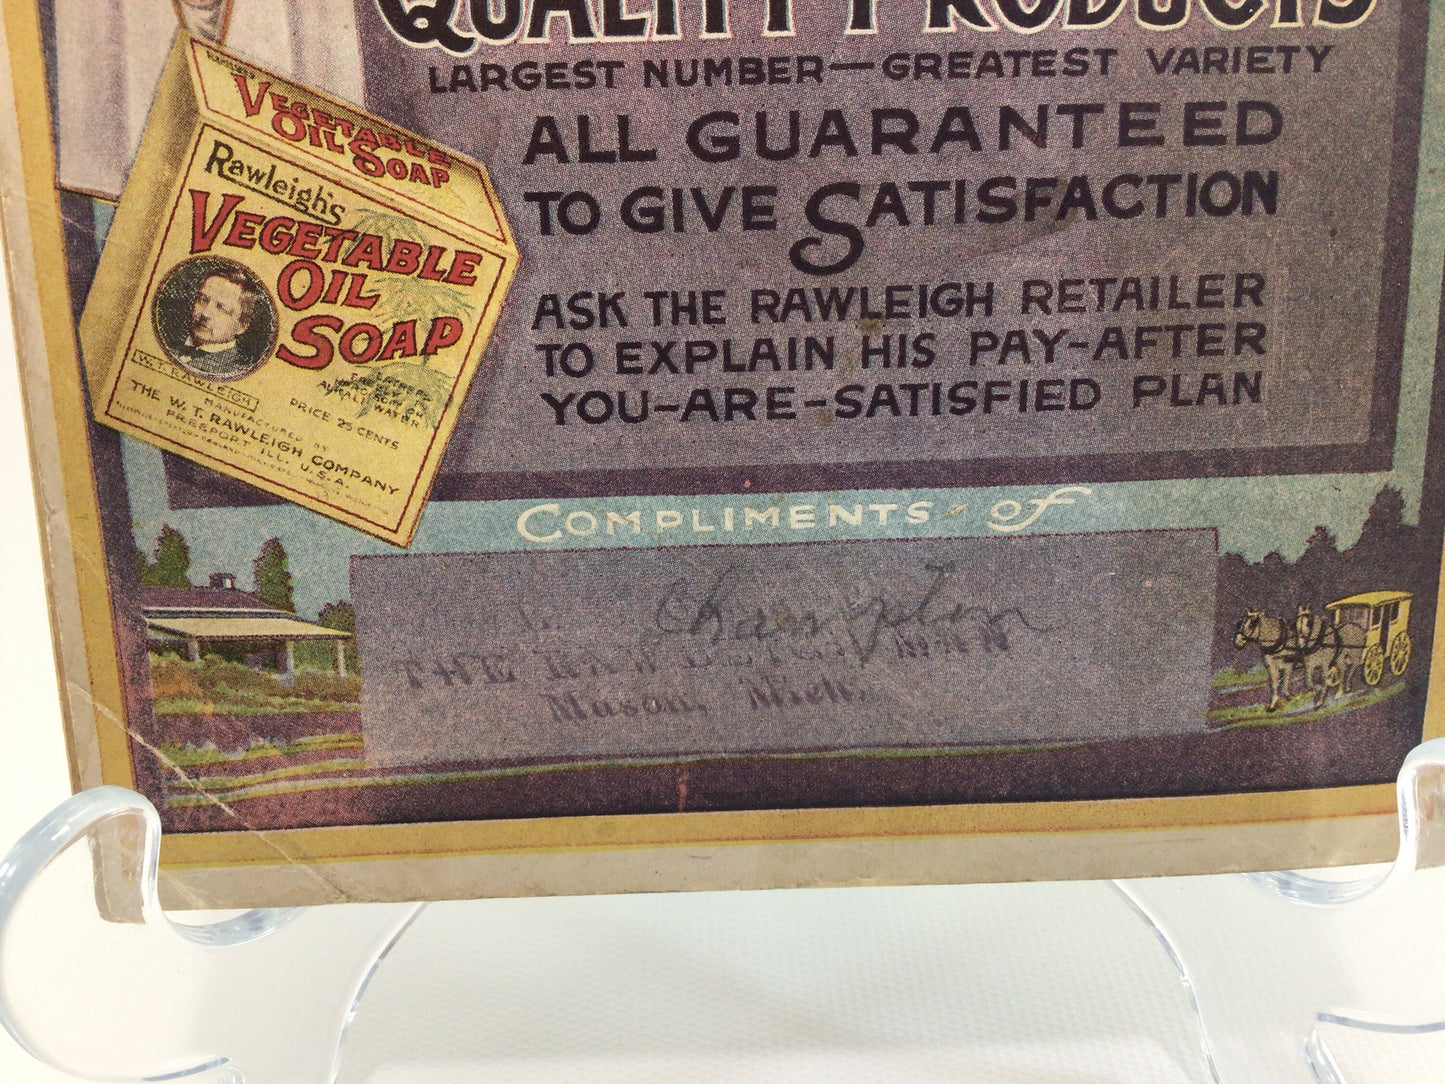 QUALITY PRODUCTS
LARGEST NUMBER—GREATEST VARIETY
ALL GUARANTEED
TO GIVE SATISFACTION
ASK THE RAWLEIGH RETAILER
TO EXPLAIN HIS PAY-AFTER
YOU-ARE-SATISFIED PLAN
VEGETABLE
OIL SOAP
Rawleigh's
VEGETABLE
OIL
SOAP
W.T. RAWLEIGH
PRICE 25 CENTS
MANUFACTURED BY
THE W. T. RAWLEIGH COMPANY
FREEPORT ILL. U.S.A.
COMPLIMENTS - of
THE MAN
Mason, Mich.